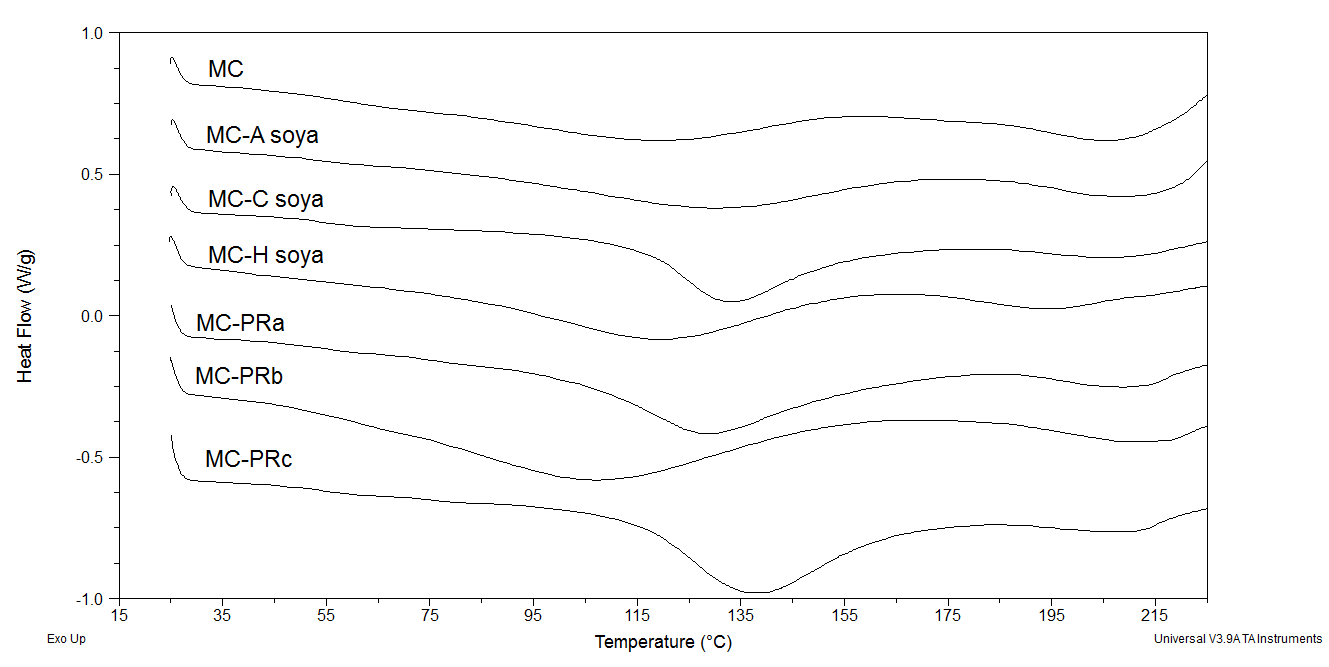 1.0
MC
MC-A soya
0.5
MC-C soya
MC-H soya
Heat Flow (W/g)
0.0
MC-PRa
MC-PRb
-0.5
MC-PRc
-1.0
15 35 55 75 95 115 135 155 175 195 215
Exo Up
Temperature (°C)
Universal V3.9A TA Instruments